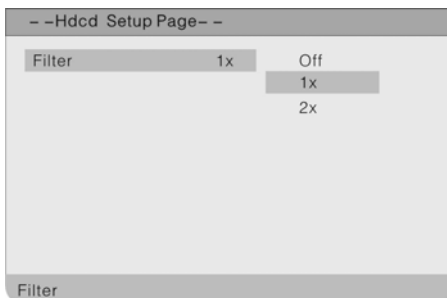 - -Hdcd Setup Page- -
Filter 1x Off
1x
2x
Filter